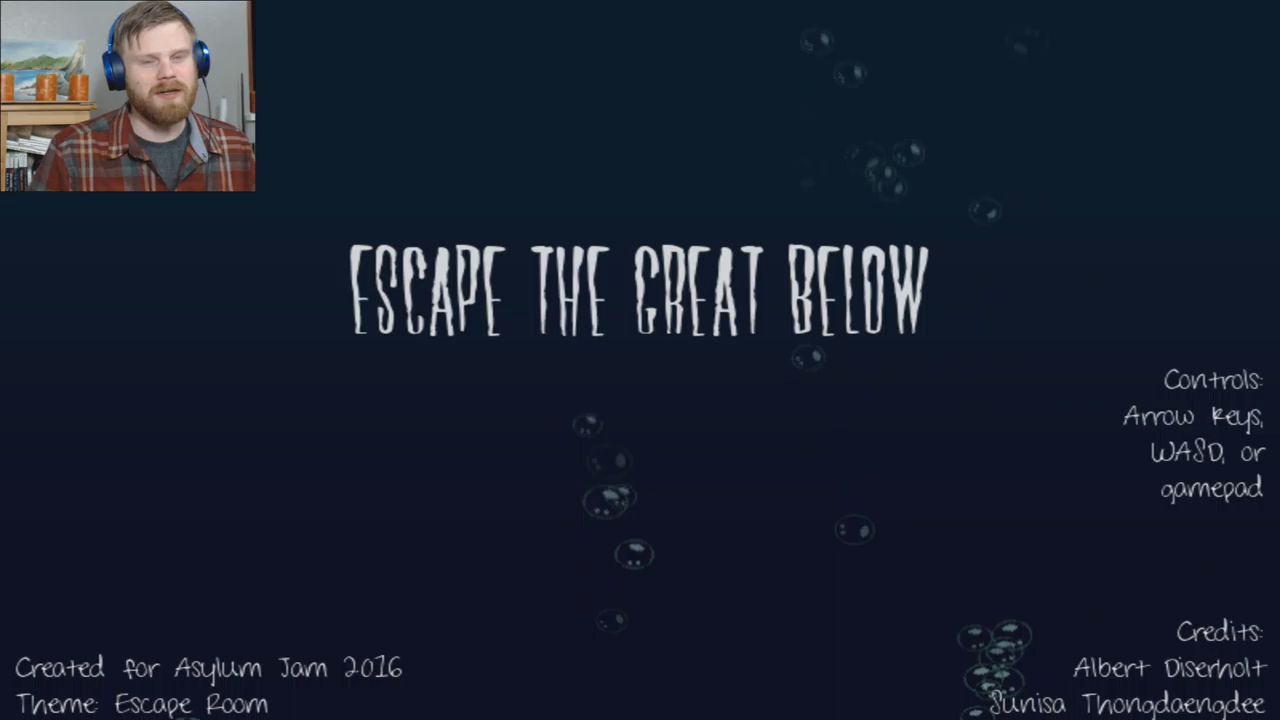 ESCAPE THE GREAT BELOW
Controls:
Arrow keys,
WASD, or
gamepad
Created for Asylum Jam 2016
Theme: Escape Room
Credits:
Albert Diserholt
Sunisa Thongdaengdee